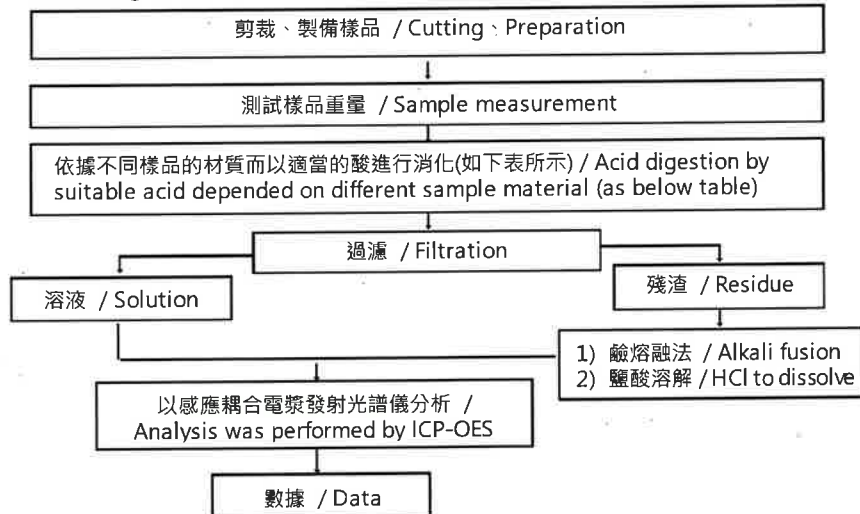 剪裁、製備樣品 / Cutting、Preparation
測試樣品重量 / Sample measurement
依據不同樣品的材質而以適當的酸進行消化(如下表所示) / Acid digestion by
suitable acid depended on different sample material (as below table)
過濾 / Filtration
溶液 / Solution
殘渣 / Residue
1) 鹼熔融法 / Alkali fusion
2) 鹽酸溶解 / HCl to dissolve
以感應耦合電漿發射光譜儀分析 /
Analysis was performed by ICP-OES
數據 / Data